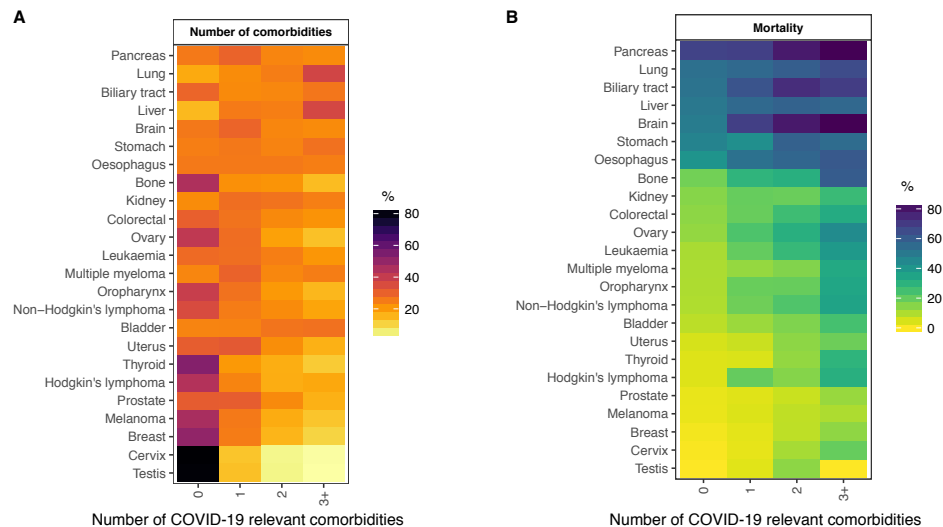 A
Number of comorbidities
Pancreas
Lung
Biliary tract
Liver
Brain
Stomach
Oesophagus
Bone
Kidney
Colorectal
Ovary
Leukaemia
Multiple myeloma
Oropharynx
Non−Hodgkin's lymphoma
Bladder
Uterus
Thyroid
Hodgkin's lymphoma
Prostate
Melanoma
Breast
Cervix
Testis
0 1 2 3+
Number of COVID-19 relevant comorbidities
%
80
60
40
20
B
Mortality
Pancreas
Lung
Biliary tract
Liver
Brain
Stomach
Oesophagus
Bone
Kidney
Colorectal
Ovary
Leukaemia
Multiple myeloma
Oropharynx
Non−Hodgkin's lymphoma
Bladder
Uterus
Thyroid
Hodgkin's lymphoma
Prostate
Melanoma
Breast
Cervix
Testis
0 1 2 3+
Number of COVID-19 relevant comorbidities
%
80
60
40
20
0